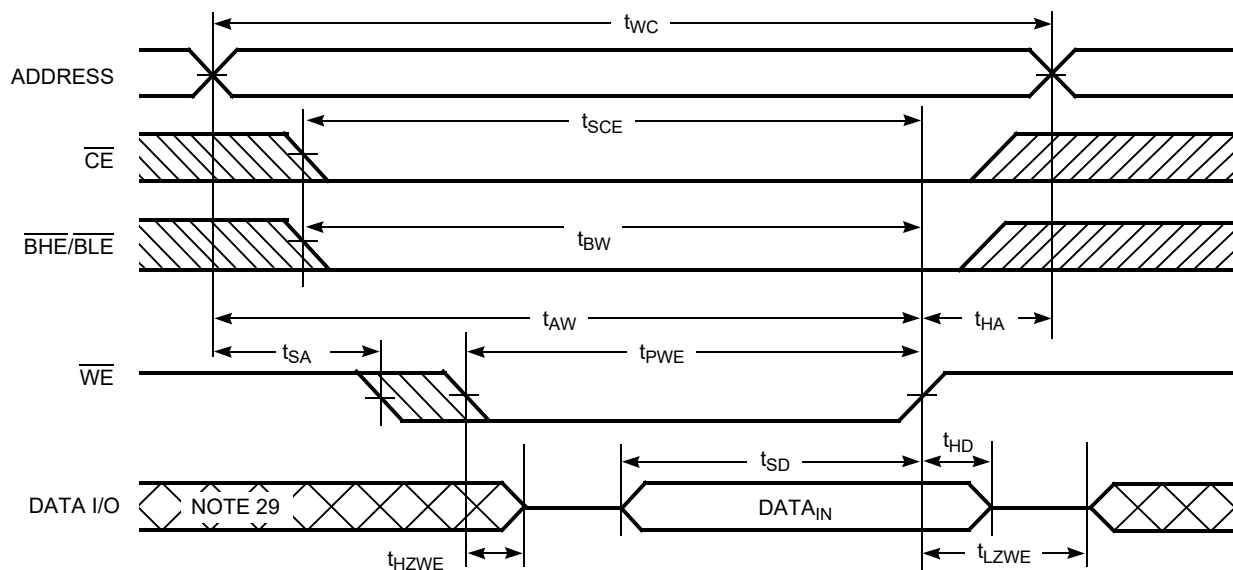 tWC
ADDRESS
tSCE
CE
BHE/BLE
tBW
tAW
tHA
tSA
tPWE
WE
tHD
tSD
DATA I/O
NOTE 29
DATAIN
tHZWE
tLZWE